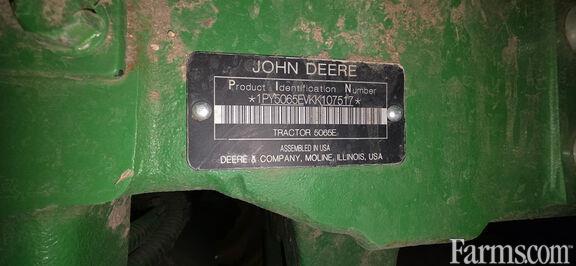 JOHN DEERE
Product Identification Number
*1PY5065EVKK107517*
TRACTOR 5065E
ASSEMBLED IN USA
DEERE & COMPANY, MOLINE, ILLINOIS, USA
Farms.com